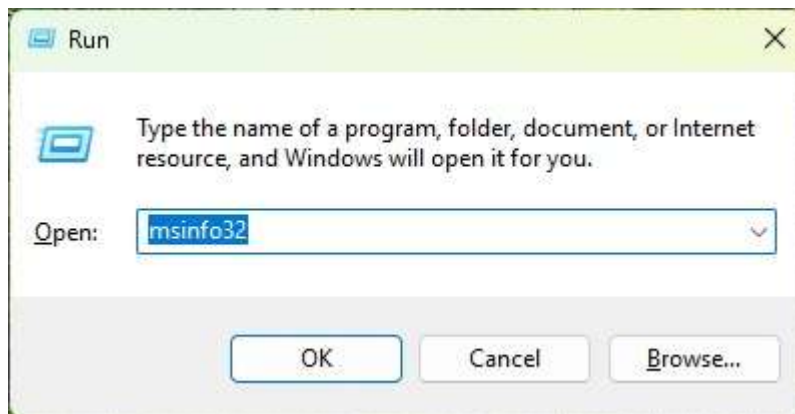 Run
Type the name of a program, folder, document, or Internet
resource, and Windows will open it for you.
Open: msinfo32
OK Cancel Browse...